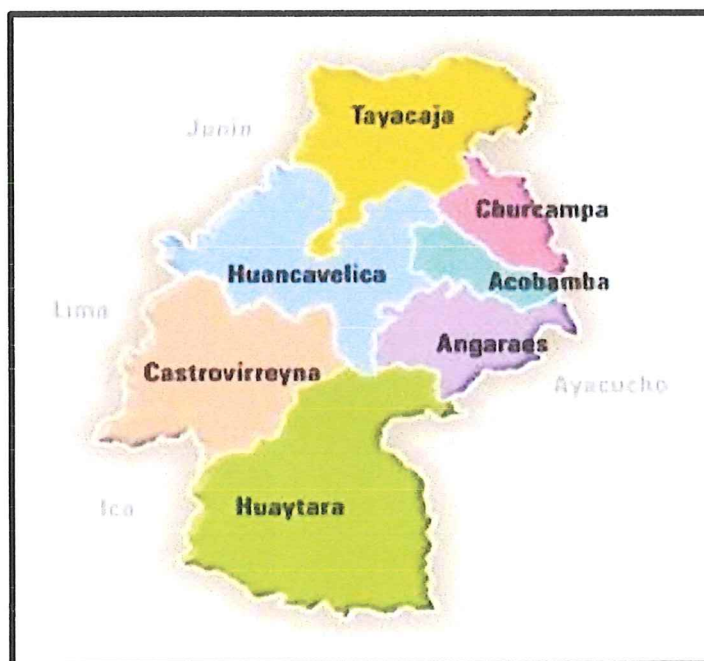 Tayacaja
Junin
Churcampa
Huancavelica
Acobamba
Lima
Angaraes
Castrovirreyna
Ayacucho
Ica
Huaytara